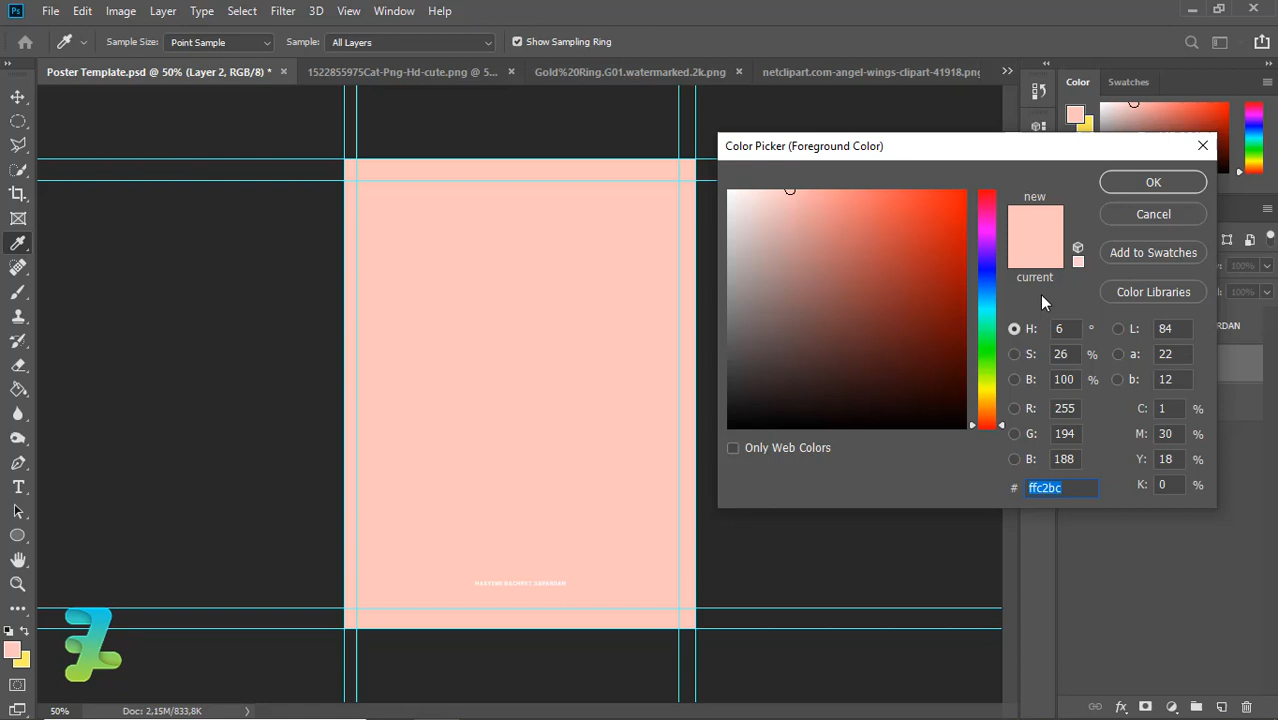 Ps File Edit Image Layer Type Select Filter 3D View Window Help
Sample Size: Point Sample Sample: All Layers Show Sampling Ring
Poster Template.psd @ 50% (Layer 2, RGB/8) * × 1522855975Cat-Png-Hd-cute.png @ 5... × Gold%20Ring.G01.watermarked.2k.png × netclipart.com-angel-wings-clipart-41918.png
Color Swatches
Color Picker (Foreground Color)
new
OK
Cancel
Add to Swatches
current
Color Libraries
H: 6 ° L: 84
S: 26 % a: 22
B: 100 % b: 12
R: 255 C: 1 %
G: 194 M: 30 %
B: 188 Y: 18 %
# ffc2bc K: 0 %
Only Web Colors
100%
100%
RDAN
T
50% Doc: 2,15M/833,8K